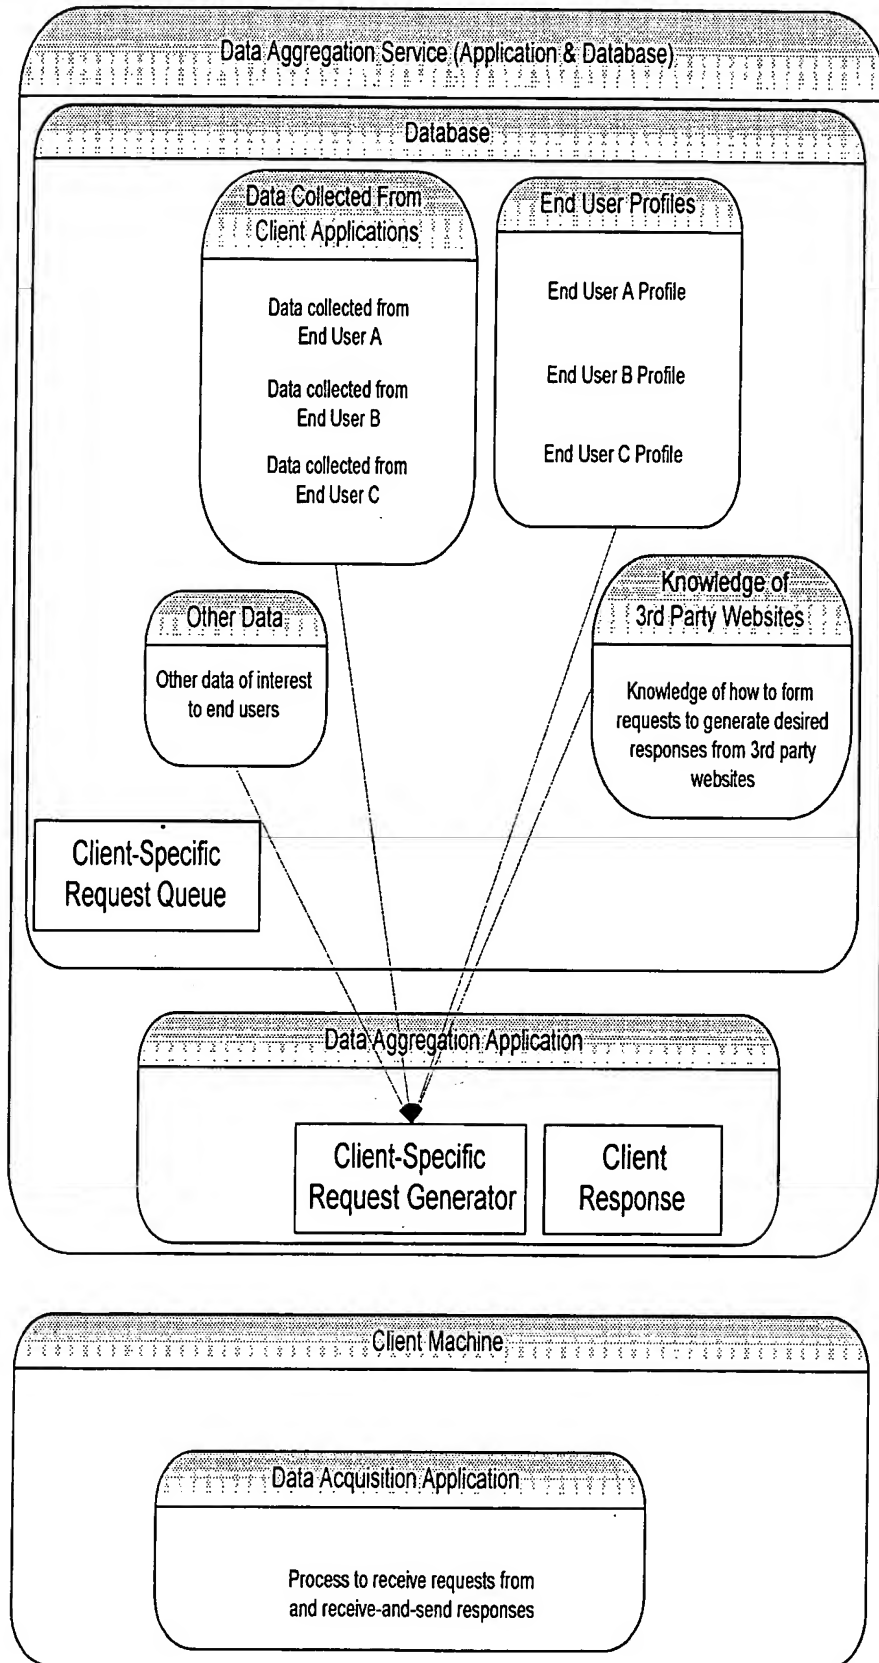 Data Aggregation Service (Application & Database)
Database
Data Collected From
Client Applications
Data collected from
End User A
Data collected from
End User B
Data collected from
End User C
End User Profiles
End User A Profile
End User B Profile
End User C Profile
Other Data
Other data of interest
to end users
Knowledge of
3rd Party Websites
Knowledge of how to form
requests to generate desired
responses from 3rd party
websites
Client-Specific
Request Queue
Data Aggregation Application
Client-Specific
Request Generator
Client
Response
Client Machine
Data Acquisition Application
Process to receive requests from
and receive-and-send responses